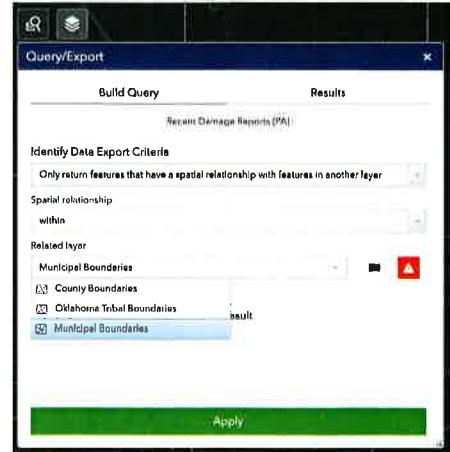 Query/Export
Build Query
Results
Recent Damage Reports (PA)
Identify Data Export Criteria
Only return features that have a spatial relationship with features in another layer
Spatial relationship
within
Related layer
Municipal Boundaries
County Boundaries
Oklahoma Tribal Boundaries
esult
Municipal Boundaries
Apply